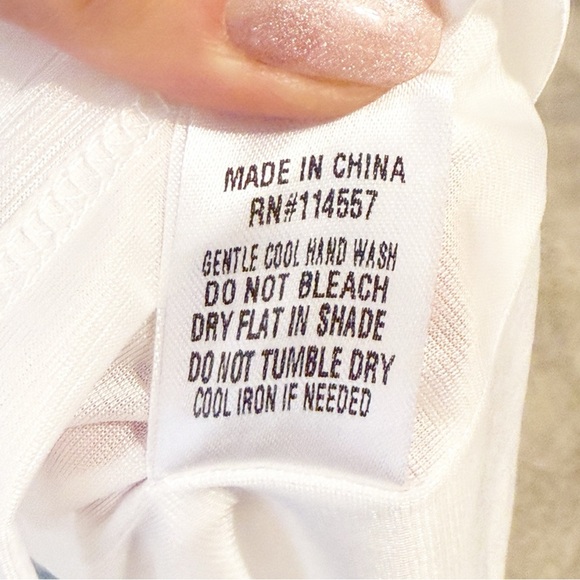 MADE IN CHINA
RN#114557
GENTLE COOL HAND WASH
DO NOT BLEACH
DRY FLAT IN SHADE
DO NOT TUMBLE DRY
COOL IRON IF NEEDED